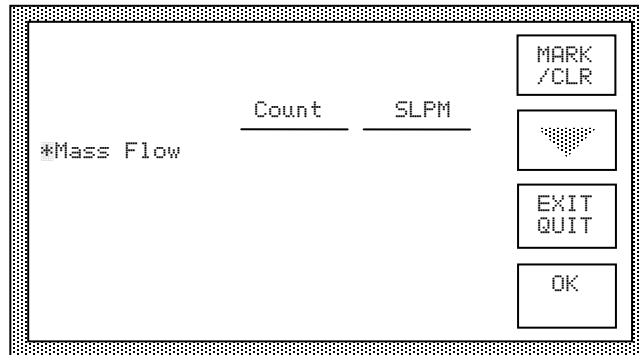 MARK
/CLR
Count SLPM
*Mass Flow
EXIT
QUIT
OK